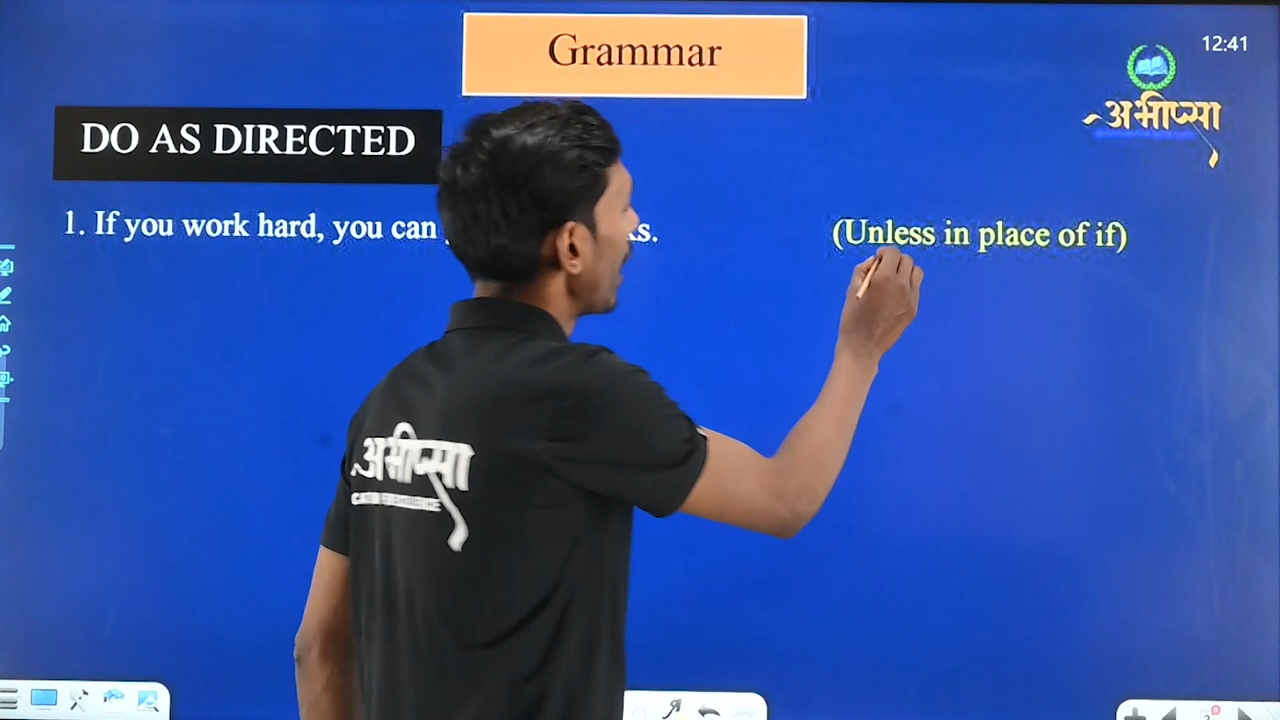 Grammar
12:41
अभीप्सा
DO AS DIRECTED
1. If you work hard, you can ks.
(Unless in place of if)
अभीप्सा